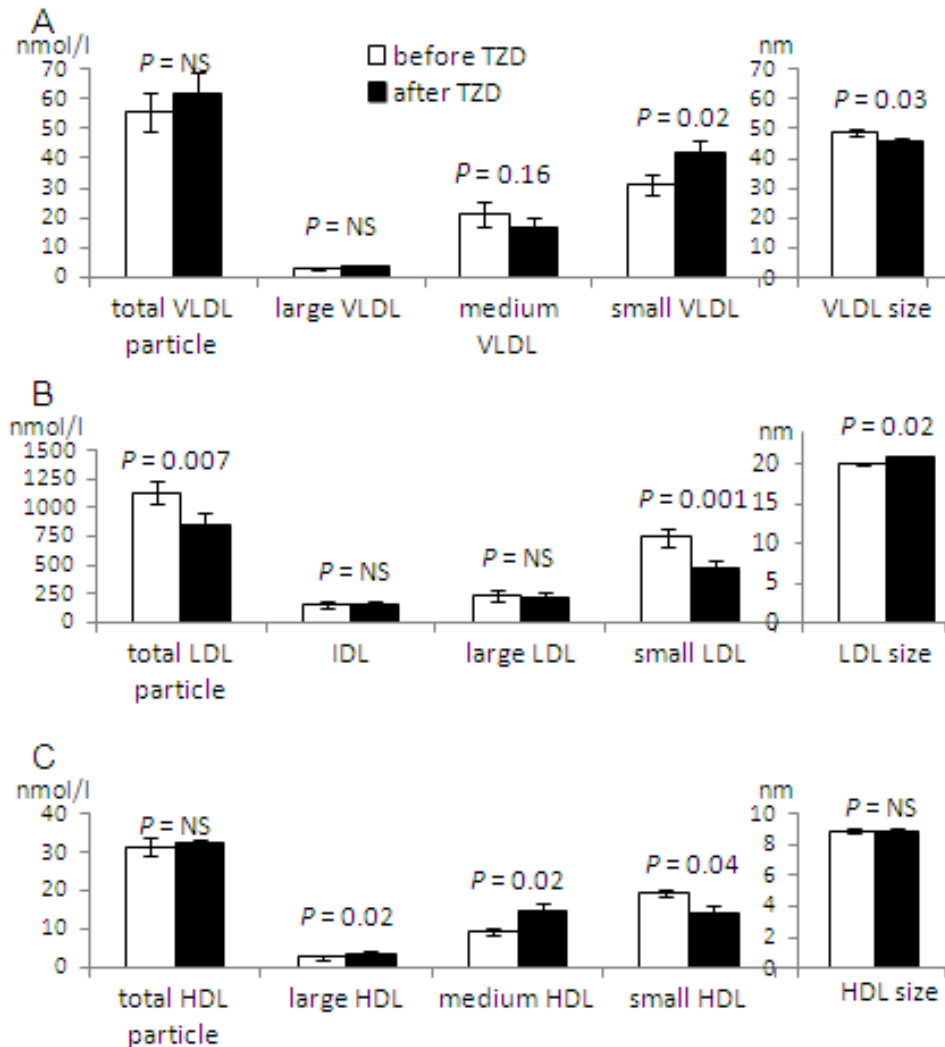 A
nmol/l
nm
P = NS
before TZD
after TZD
P = 0.03
P = 0.02
P = 0.16
P = NS
70
60
50
40
30
20
10
0
70
60
50
40
30
20
10
0
total VLDL particle
large VLDL
medium VLDL
small VLDL
VLDL size
B
nmol/l
nm
P = 0.007
P = NS
P = NS
P = 0.001
P = 0.02
1500
1250
1000
750
500
250
0
20
15
10
5
0
total LDL particle
IDL
large LDL
small LDL
LDL size
C
nmol/l
nm
P = NS
P = 0.02
P = 0.02
P = 0.04
P = NS
40
30
20
10
0
10
8
6
4
2
0
total HDL particle
large HDL
medium HDL
small HDL
HDL size